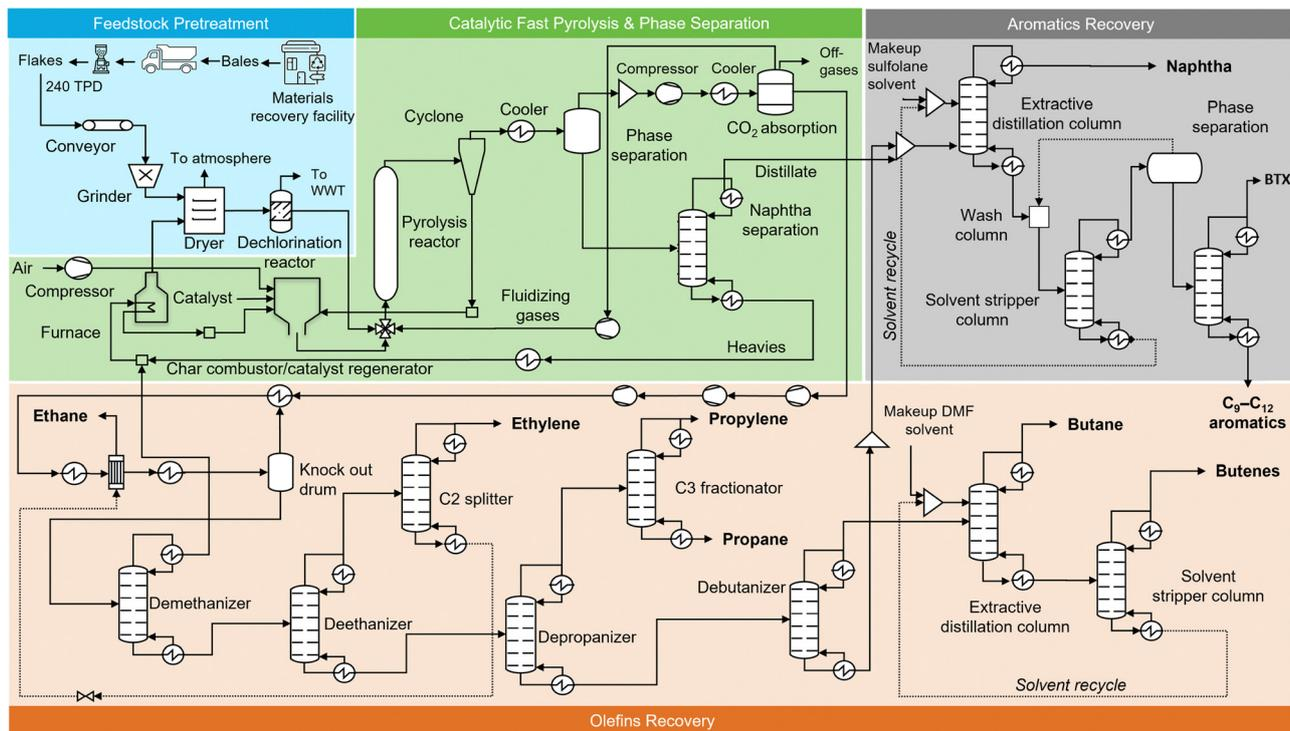 Feedstock Pretreatment
Catalytic Fast Pyrolysis & Phase Separation
Aromatics Recovery
Flakes
Bales
240 TPD
Materials
recovery facility
Conveyor
To atmosphere
To
WWT
Grinder
Dryer
Dechlorination
reactor
Air
Compressor
Catalyst
Furnace
Char combustor/catalyst regenerator
Cyclone
Cooler
Pyrolysis
reactor
Phase
separation
Compressor
Cooler
Off-
gases
CO₂ absorption
Distillate
Naphtha
separation
Fluidizing
gases
Heavies
Makeup
sulfolane
solvent
Naphtha
Extractive
distillation column
Phase
separation
BTX
Wash
column
Solvent stripper
column
Solvent recycle
C₉–C₁₂
aromatics
Ethane
Knock out
drum
Ethylene
C2 splitter
Propylene
C3 fractionator
Propane
Demethanizer
Deethanizer
Depropanizer
Debutanizer
Makeup DMF
solvent
Butane
Butenes
Extractive
distillation column
Solvent
stripper column
Solvent recycle
Olefins Recovery